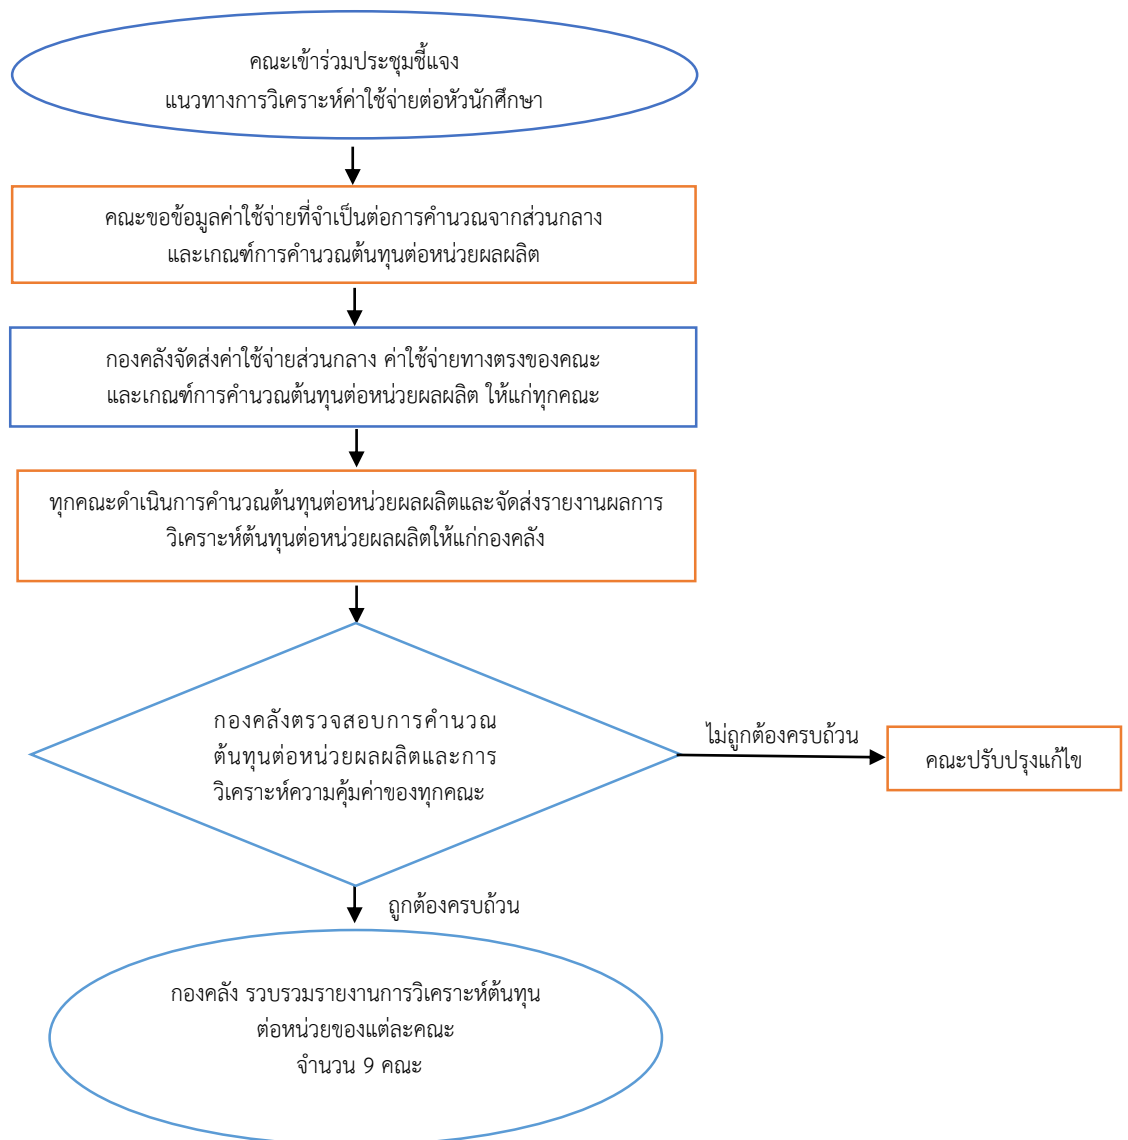 คณะเข้าร่วมประชุมชี้แจง
แนวทางการวิเคราะห์ค่าใช้จ่ายต่อหัวนักศึกษา
คณะขอข้อมูลค่าใช้จ่ายที่จำเป็นต่อการคำนวณจากส่วนกลาง
และเกณฑ์การคำนวณต้นทุนต่อหน่วยผลผลิต
กองคลังจัดส่งค่าใช้จ่ายส่วนกลาง ค่าใช้จ่ายทางตรงของคณะ
และเกณฑ์การคำนวณต้นทุนต่อหน่วยผลผลิต ให้แก่ทุกคณะ
ทุกคณะดำเนินการคำนวณต้นทุนต่อหน่วยผลผลิตและจัดส่งรายงานผลการ
วิเคราะห์ต้นทุนต่อหน่วยผลผลิตให้แก่กองคลัง
กองคลังตรวจสอบการคำนวณ
ต้นทุนต่อหน่วยผลผลิตและการ
วิเคราะห์ความคุ้มค่าของทุกคณะ
ไม่ถูกต้องครบถ้วน
คณะปรับปรุงแก้ไข
ถูกต้องครบถ้วน
กองคลัง รวบรวมรายงานการวิเคราะห์ต้นทุน
ต่อหน่วยของแต่ละคณะ
จำนวน 9 คณะ